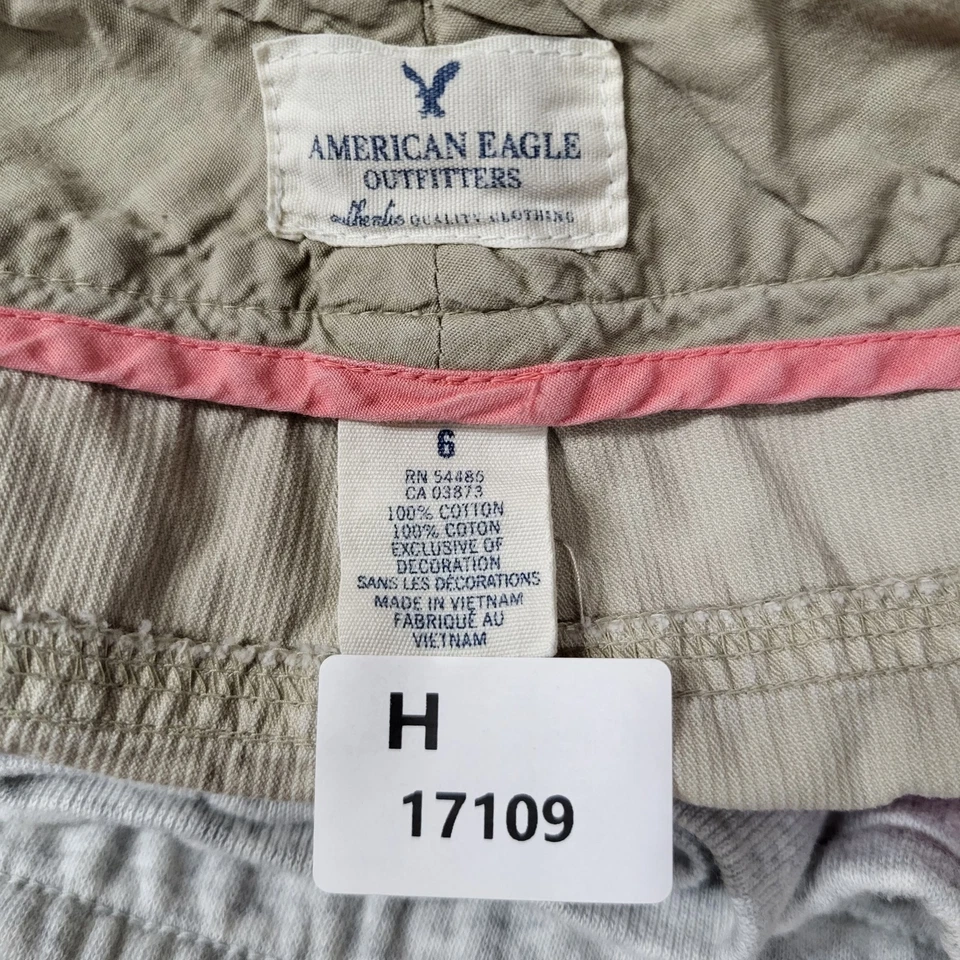 AMERICAN EAGLE
OUTFITTERS
authentic QUALITY CLOTHING
6
RN 54486
CA 03873
100% COTTON
100% COTON
EXCLUSIVE OF
DECORATION
SANS LES DÉCORATIONS
MADE IN VIETNAM
FABRIQUÉ AU
VIETNAM
H
17109